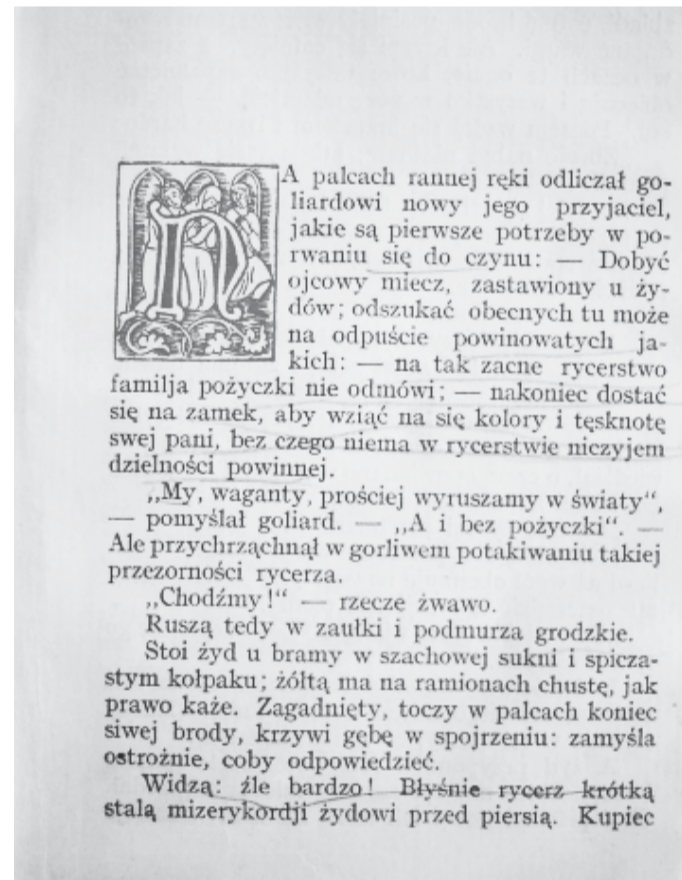 NA palcach rannej ręki odliczał go-
liardowi nowy jego przyjaciel,
jakie są pierwsze potrzeby w po-
rwaniu się do czynu: — Dobyć
ojcowy miecz, zastawiony u ży-
dów; odszukać obecnych tu może
na odpuście powinowatych ja-
kich: — na tak zacne rycerstwo
familja pożyczki nie odmówi; — nakoniec dostać
się na zamek, aby wziąć na się kolory i tęsknotę
swej pani, bez czego niema w rycerstwie niczyjem
dzielności powinnej.
„My, waganty, prościej wyruszamy w światy“,
— pomyślał goliard. — „A i bez pożyczki“. —
Ale przychrząchnął w gorliwem potakiwaniu takiej
przezorności rycerza.
„Chodźmy!“ — rzecze żwawo.
Ruszą tedy w zaułki i podmurza grodzkie.
Stoi żyd u bramy w szachowej sukni i spicza-
stym kołpaku; żółtą ma na ramionach chustę, jak
prawo każe. Zagadnięty, toczy w palcach koniec
siwej brody, krzywi gębę w spojrzeniu: zamyśla
ostrożnie, coby odpowiedzieć.
Widzą: źle bardzo! Błyśnie rycerz krótką
stalą mizerykordji żydowi przed piersią. Kupiec